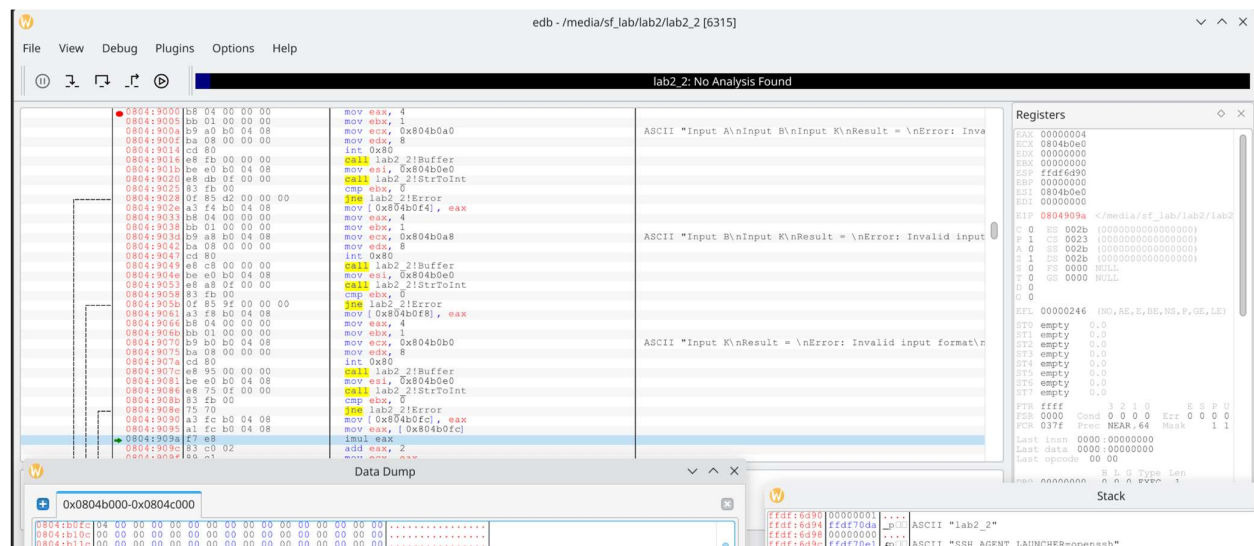 edb - /media/sf_lab/lab2/lab2_2 [6315]
File View Debug Plugins Options Help
lab2_2: No Analysis Found
0804:9000 b8 04 00 00 00 mov eax, 4
0804:9005 bb 01 00 00 00 mov ebx, 1
0804:900a b9 a0 b0 04 08 mov ecx, 0x804b0a0 ASCII "Input A\nInput B\nInput K\nResult = \nError: Inva
0804:900f ba 08 00 00 00 mov edx, 8
0804:9014 cd 80 int 0x80
0804:9016 e8 fb 00 00 00 call lab2_2!Buffer
0804:901b be e0 b0 04 08 mov esi, 0x804b0e0
0804:9020 e8 db 0f 00 00 call lab2_2!StrToInt
0804:9025 83 fb 00 cmp ebx, 0
0804:9028 0f 85 d2 00 00 00 jne lab2_2!Error
0804:902e a3 f4 b0 04 08 mov [0x804b0f4], eax
0804:9033 b8 04 00 00 00 mov eax, 4
0804:9038 bb 01 00 00 00 mov ebx, 1
0804:903d b9 a8 b0 04 08 mov ecx, 0x804b0a8 ASCII "Input B\nInput K\nResult = \nError: Invalid input
0804:9042 ba 08 00 00 00 mov edx, 8
0804:9047 cd 80 int 0x80
0804:9049 e8 c8 00 00 00 call lab2_2!Buffer
0804:904e be e0 b0 04 08 mov esi, 0x804b0e0
0804:9053 e8 a8 0f 00 00 call lab2_2!StrToInt
0804:9058 83 fb 00 cmp ebx, 0
0804:905b 0f 85 9f 00 00 00 jne lab2_2!Error
0804:9061 a3 f8 b0 04 08 mov [0x804b0f8], eax
0804:9066 b8 04 00 00 00 mov eax, 4
0804:906b bb 01 00 00 00 mov ebx, 1
0804:9070 b9 b0 b0 04 08 mov ecx, 0x804b0b0 ASCII "Input K\nResult = \nError: Invalid input format\n
0804:9075 ba 08 00 00 00 mov edx, 8
0804:907a cd 80 int 0x80
0804:907c e8 95 00 00 00 call lab2_2!Buffer
0804:9081 be e0 b0 04 08 mov esi, 0x804b0e0
0804:9086 e8 75 0f 00 00 call lab2_2!StrToInt
0804:908b 83 fb 00 cmp ebx, 0
0804:908e 75 70 jne lab2_2!Error
0804:9090 a3 fc b0 04 08 mov [0x804b0fc], eax
0804:9095 a1 fc b0 04 08 mov eax, [0x804b0fc]
0804:909a f7 e8 imul eax
0804:909c 83 c0 02 add eax, 2
Registers
EAX 00000004
ECX 0804b0e0
EDX 00000000
EBX 00000000
ESP ffdf6d90
EBP 00000000
ESI 0804b0e0
EDI 00000000
EIP 0804909a </media/sf_lab/lab2/lab2
C 0 ES 002b (0000000000000000)
P 1 CS 0023 (0000000000000000)
A 0 SS 002b (0000000000000000)
Z 1 DS 002b (0000000000000000)
S 0 FS 0000 NULL
T 0 GS 0000 NULL
D 0
O 0
EFL 00000246 (NO,AE,E,BE,NS,P,GE,LE)
ST0 empty 0.0
ST1 empty 0.0
ST2 empty 0.0
ST3 empty 0.0
ST4 empty 0.0
ST5 empty 0.0
ST6 empty 0.0
ST7 empty 0.0
FTR ffff 3 2 1 0 E S P U
FSR 0000 Cond 0 0 0 0 Err 0 0 0 0
FCR 037f Prec NEAR,64 Mask 1 1
Last insn 0000:00000000
Last data 0000:00000000
Last opcode 00 00
B L G Type Len
Data Dump
0x0804b000-0x0804c000
0804:b0fc 04 00 00 00 00 00 00 00 00 00 00 00 00 00 00 00 ................
0804:b10c 00 00 00 00 00 00 00 00 00 00 00 00 00 00 00 00 ................
Stack
ffdf:6d90 00000001 ....
ffdf:6d94 ffdf70da ASCII "lab2_2"
ffdf:6d98 00000000 ....